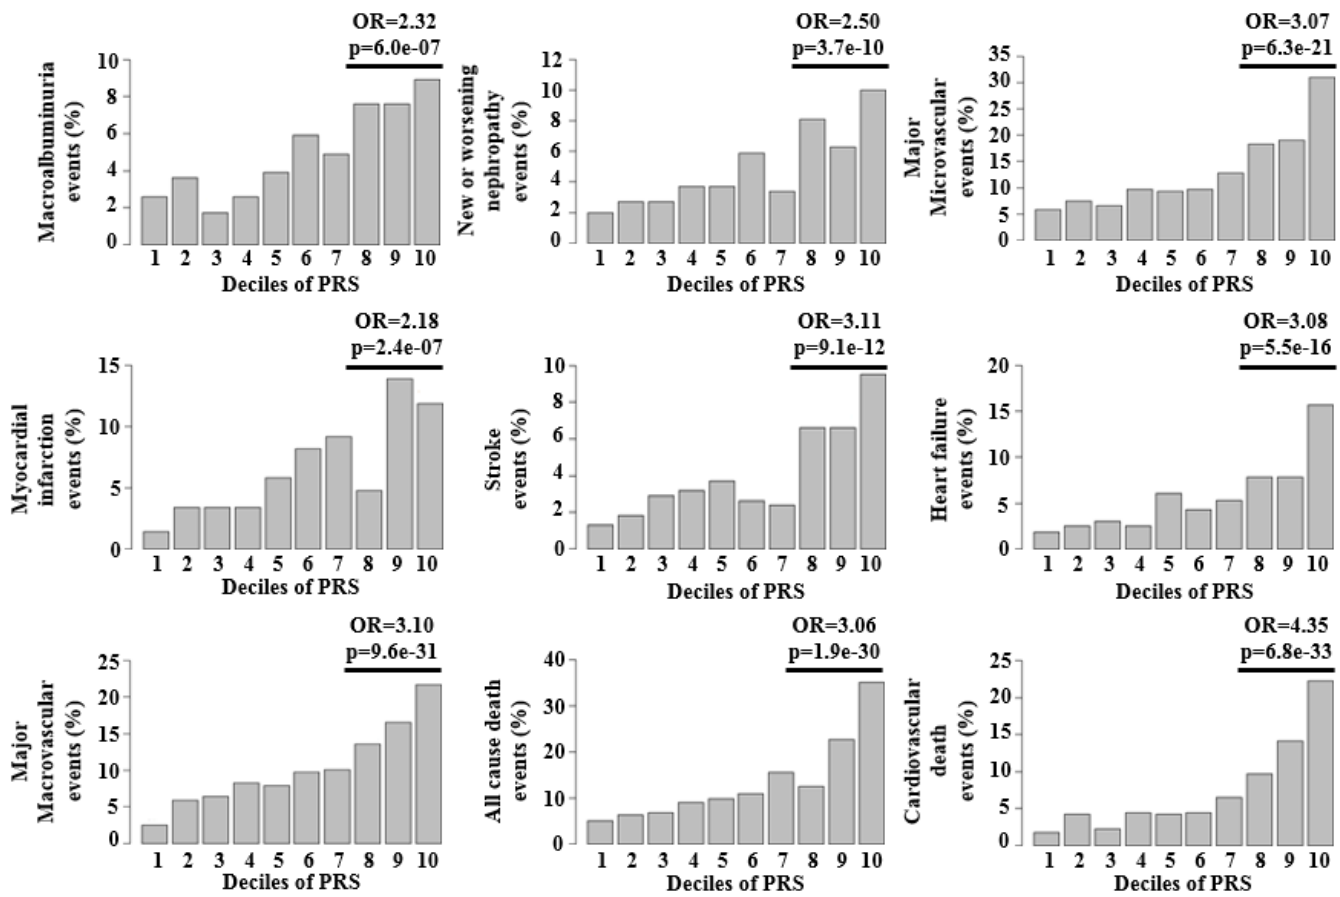 OR=2.32
p=6.0e-07
Macroalbuminuria
events (%)
10
8
6
4
2
0
1 2 3 4 5 6 7 8 9 10
Deciles of PRS
OR=2.50
p=3.7e-10
New or worsening
nephropathy
events (%)
12
10
8
6
4
2
0
1 2 3 4 5 6 7 8 9 10
Deciles of PRS
OR=3.07
p=6.3e-21
Major
Microvascular
events (%)
35
30
25
20
15
10
5
0
1 2 3 4 5 6 7 8 9 10
Deciles of PRS
OR=2.18
p=2.4e-07
Myocardial
infarction
events (%)
15
10
5
0
1 2 3 4 5 6 7 8 9 10
Deciles of PRS
OR=3.11
p=9.1e-12
Stroke
events (%)
10
8
6
4
2
0
1 2 3 4 5 6 7 8 9 10
Deciles of PRS
OR=3.08
p=5.5e-16
Heart failure
events (%)
20
15
10
5
0
1 2 3 4 5 6 7 8 9 10
Deciles of PRS
OR=3.10
p=9.6e-31
Major
Macrovascular
events (%)
25
20
15
10
5
0
1 2 3 4 5 6 7 8 9 10
Deciles of PRS
OR=3.06
p=1.9e-30
All cause death
events (%)
40
30
20
10
0
1 2 3 4 5 6 7 8 9 10
Deciles of PRS
OR=4.35
p=6.8e-33
Cardiovascular
death
events (%)
25
20
15
10
5
0
1 2 3 4 5 6 7 8 9 10
Deciles of PRS